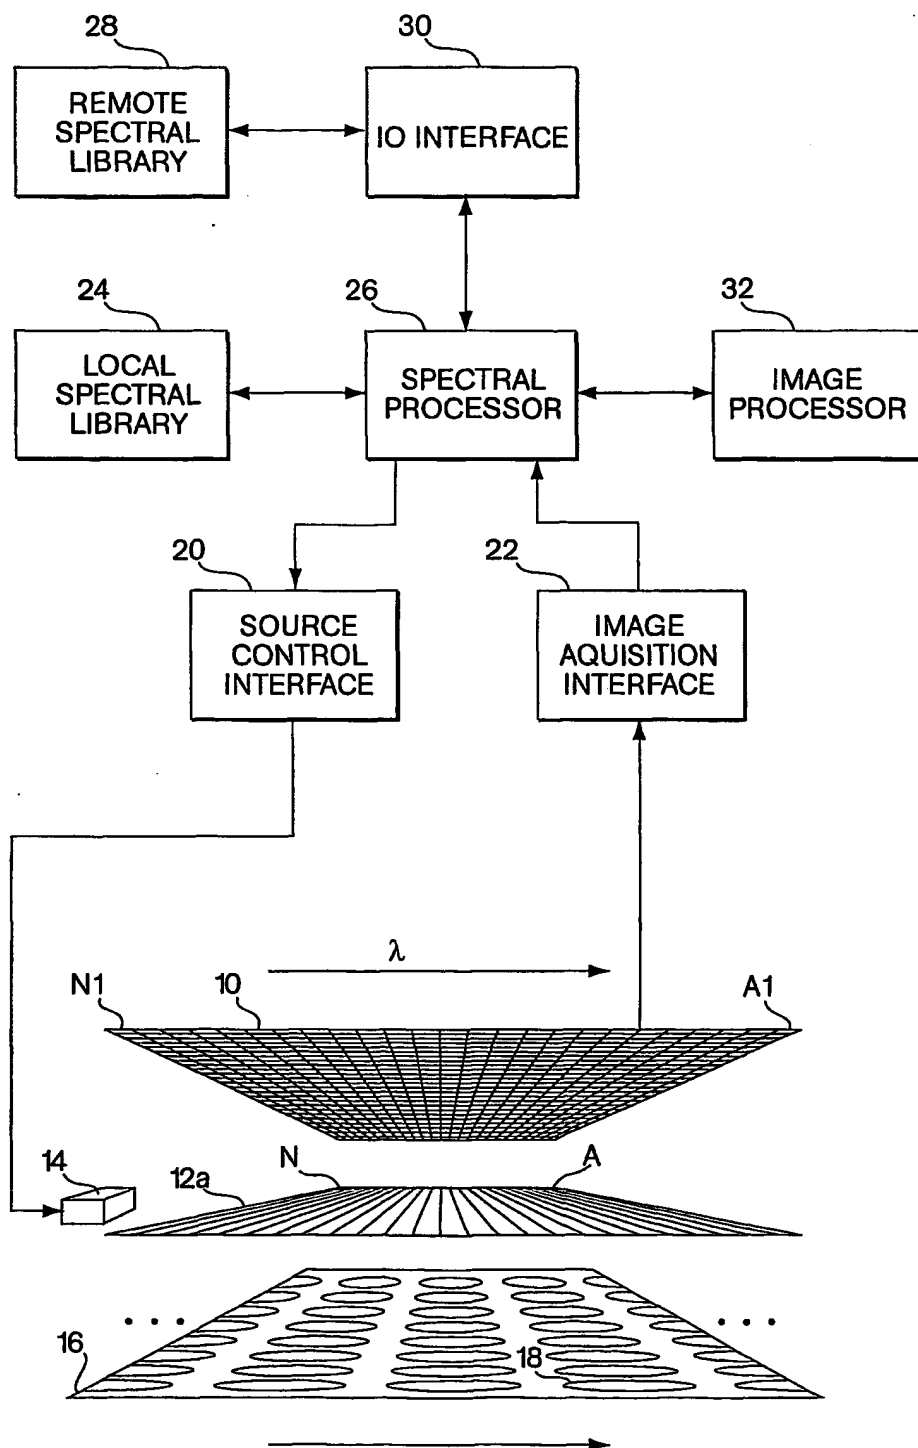 28
30
REMOTE
SPECTRAL
LIBRARY
IO INTERFACE
24
26
32
LOCAL
SPECTRAL
LIBRARY
SPECTRAL
PROCESSOR
IMAGE
PROCESSOR
20
22
SOURCE
CONTROL
INTERFACE
IMAGE
AQUISITION
INTERFACE
λ
N1
10
A1
14
12a
N
A
16
18